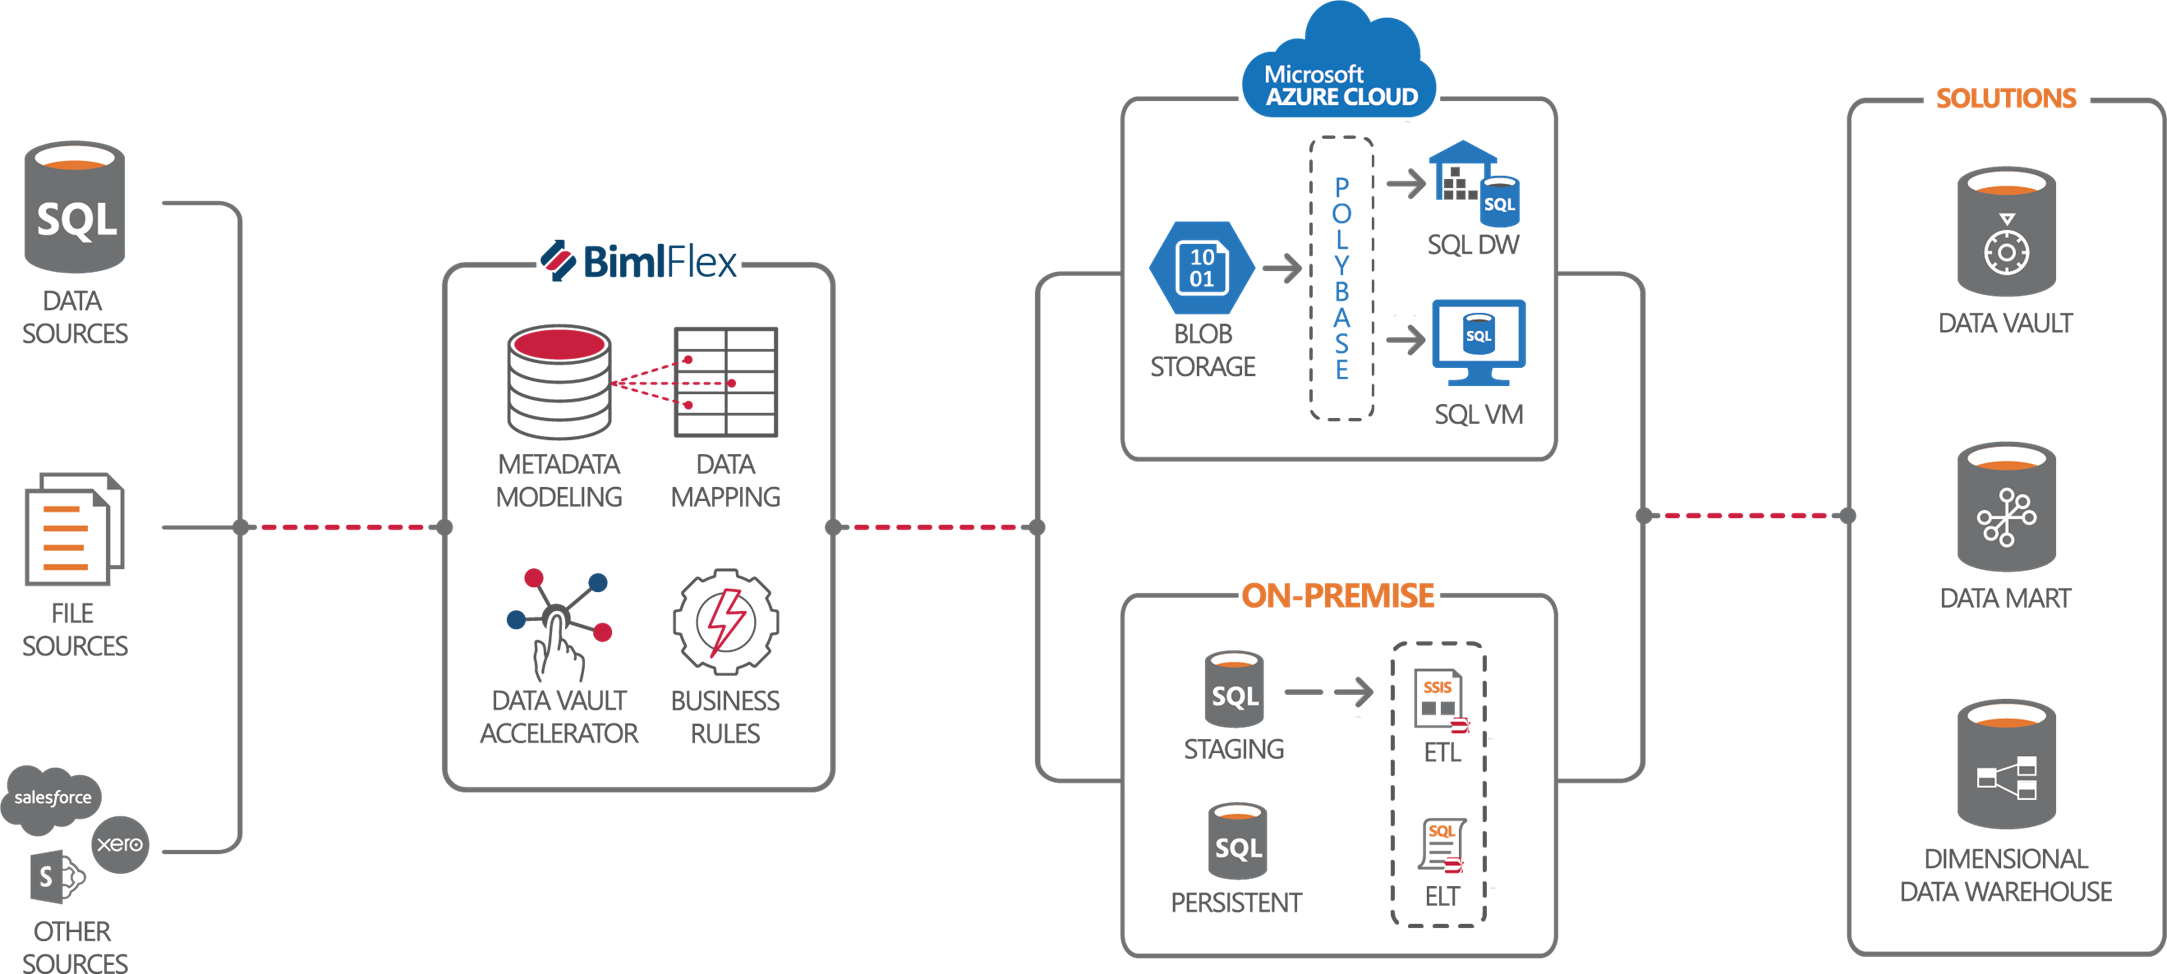 SQL
DATA
SOURCES
FILE
SOURCES
salesforce
xero
S
OTHER
SOURCES
BimlFlex
METADATA
MODELING
DATA
MAPPING
DATA VAULT
ACCELERATOR
BUSINESS
RULES
Microsoft
AZURE CLOUD
10
01
BLOB
STORAGE
POLYBASE
SQL
SQL DW
SQL
SQL VM
ON-PREMISE
SQL
STAGING
SSIS
ETL
SQL
PERSISTENT
SQL
ELT
SOLUTIONS
DATA VAULT
DATA MART
DIMENSIONAL
DATA WAREHOUSE